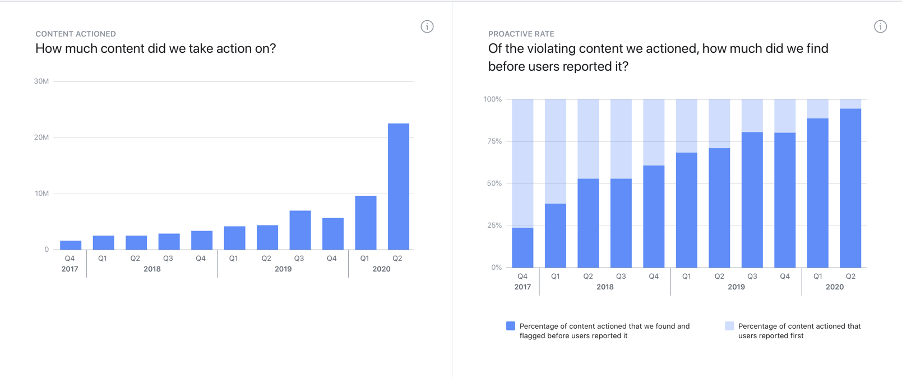 CONTENT ACTIONED
How much content did we take action on?
30M
20M
10M
0
Q4 Q1 Q2 Q3 Q4 Q1 Q2 Q3 Q4 Q1 Q2
2017 2018 2019 2020
PROACTIVE RATE
Of the violating content we actioned, how much did we find
before users reported it?
100%
75%
50%
25%
0%
Q4 Q1 Q2 Q3 Q4 Q1 Q2 Q3 Q4 Q1 Q2
2017 2018 2019 2020
Percentage of content actioned that we found and
flagged before users reported it
Percentage of content actioned that
users reported first